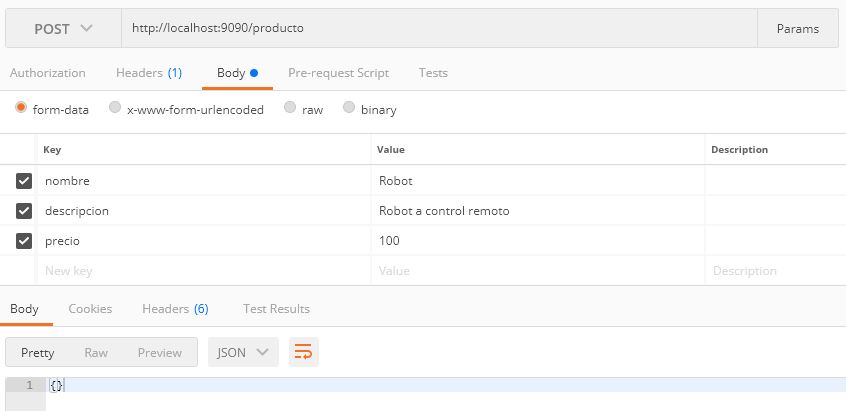 POST http://localhost:9090/producto Params
Authorization Headers (1) Body Pre-request Script Tests
form-data x-www-form-urlencoded raw binary
Key Value Description
nombre Robot
descripcion Robot a control remoto
precio 100
New key Value Description
Body Cookies Headers (6) Test Results
Pretty Raw Preview JSON
1 {}